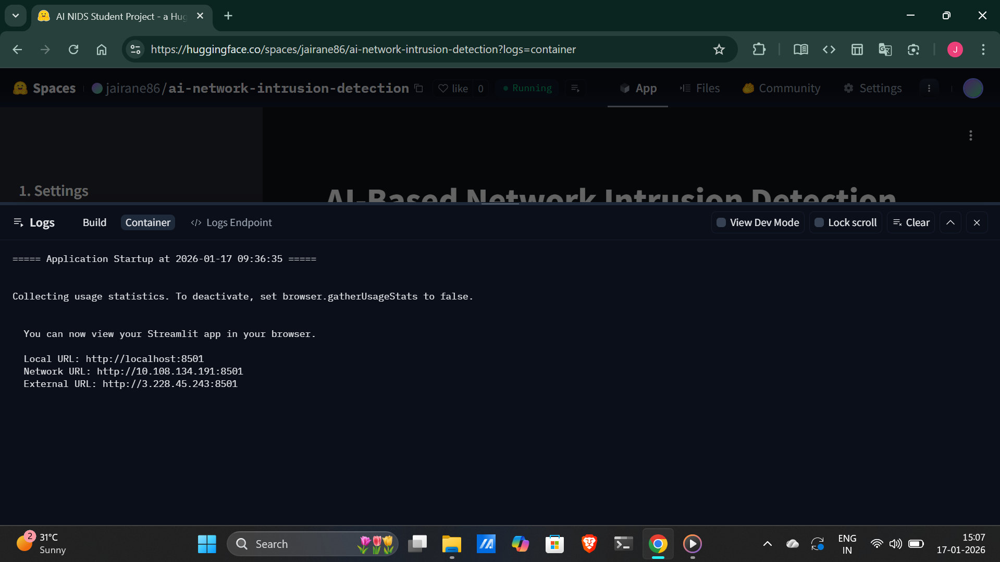 AI NIDS Student Project - a Hug
https://huggingface.co/spaces/jairane86/ai-network-intrusion-detection?logs=container
J
Spaces
jairane86/ai-network-intrusion-detection
like 0
Running
App
Files
Community
Settings
1. Settings
AI-Based Network Intrusion Detection
Logs
Build
Container
</> Logs Endpoint
View Dev Mode
Lock scroll
Clear
===== Application Startup at 2026-01-17 09:36:35 =====
Collecting usage statistics. To deactivate, set browser.gatherUsageStats to false.
You can now view your Streamlit app in your browser.
Local URL: http://localhost:8501
Network URL: http://10.108.134.191:8501
External URL: http://3.228.45.243:8501
2
31°C
Sunny
Search
ENG
IN
15:07
17-01-2026